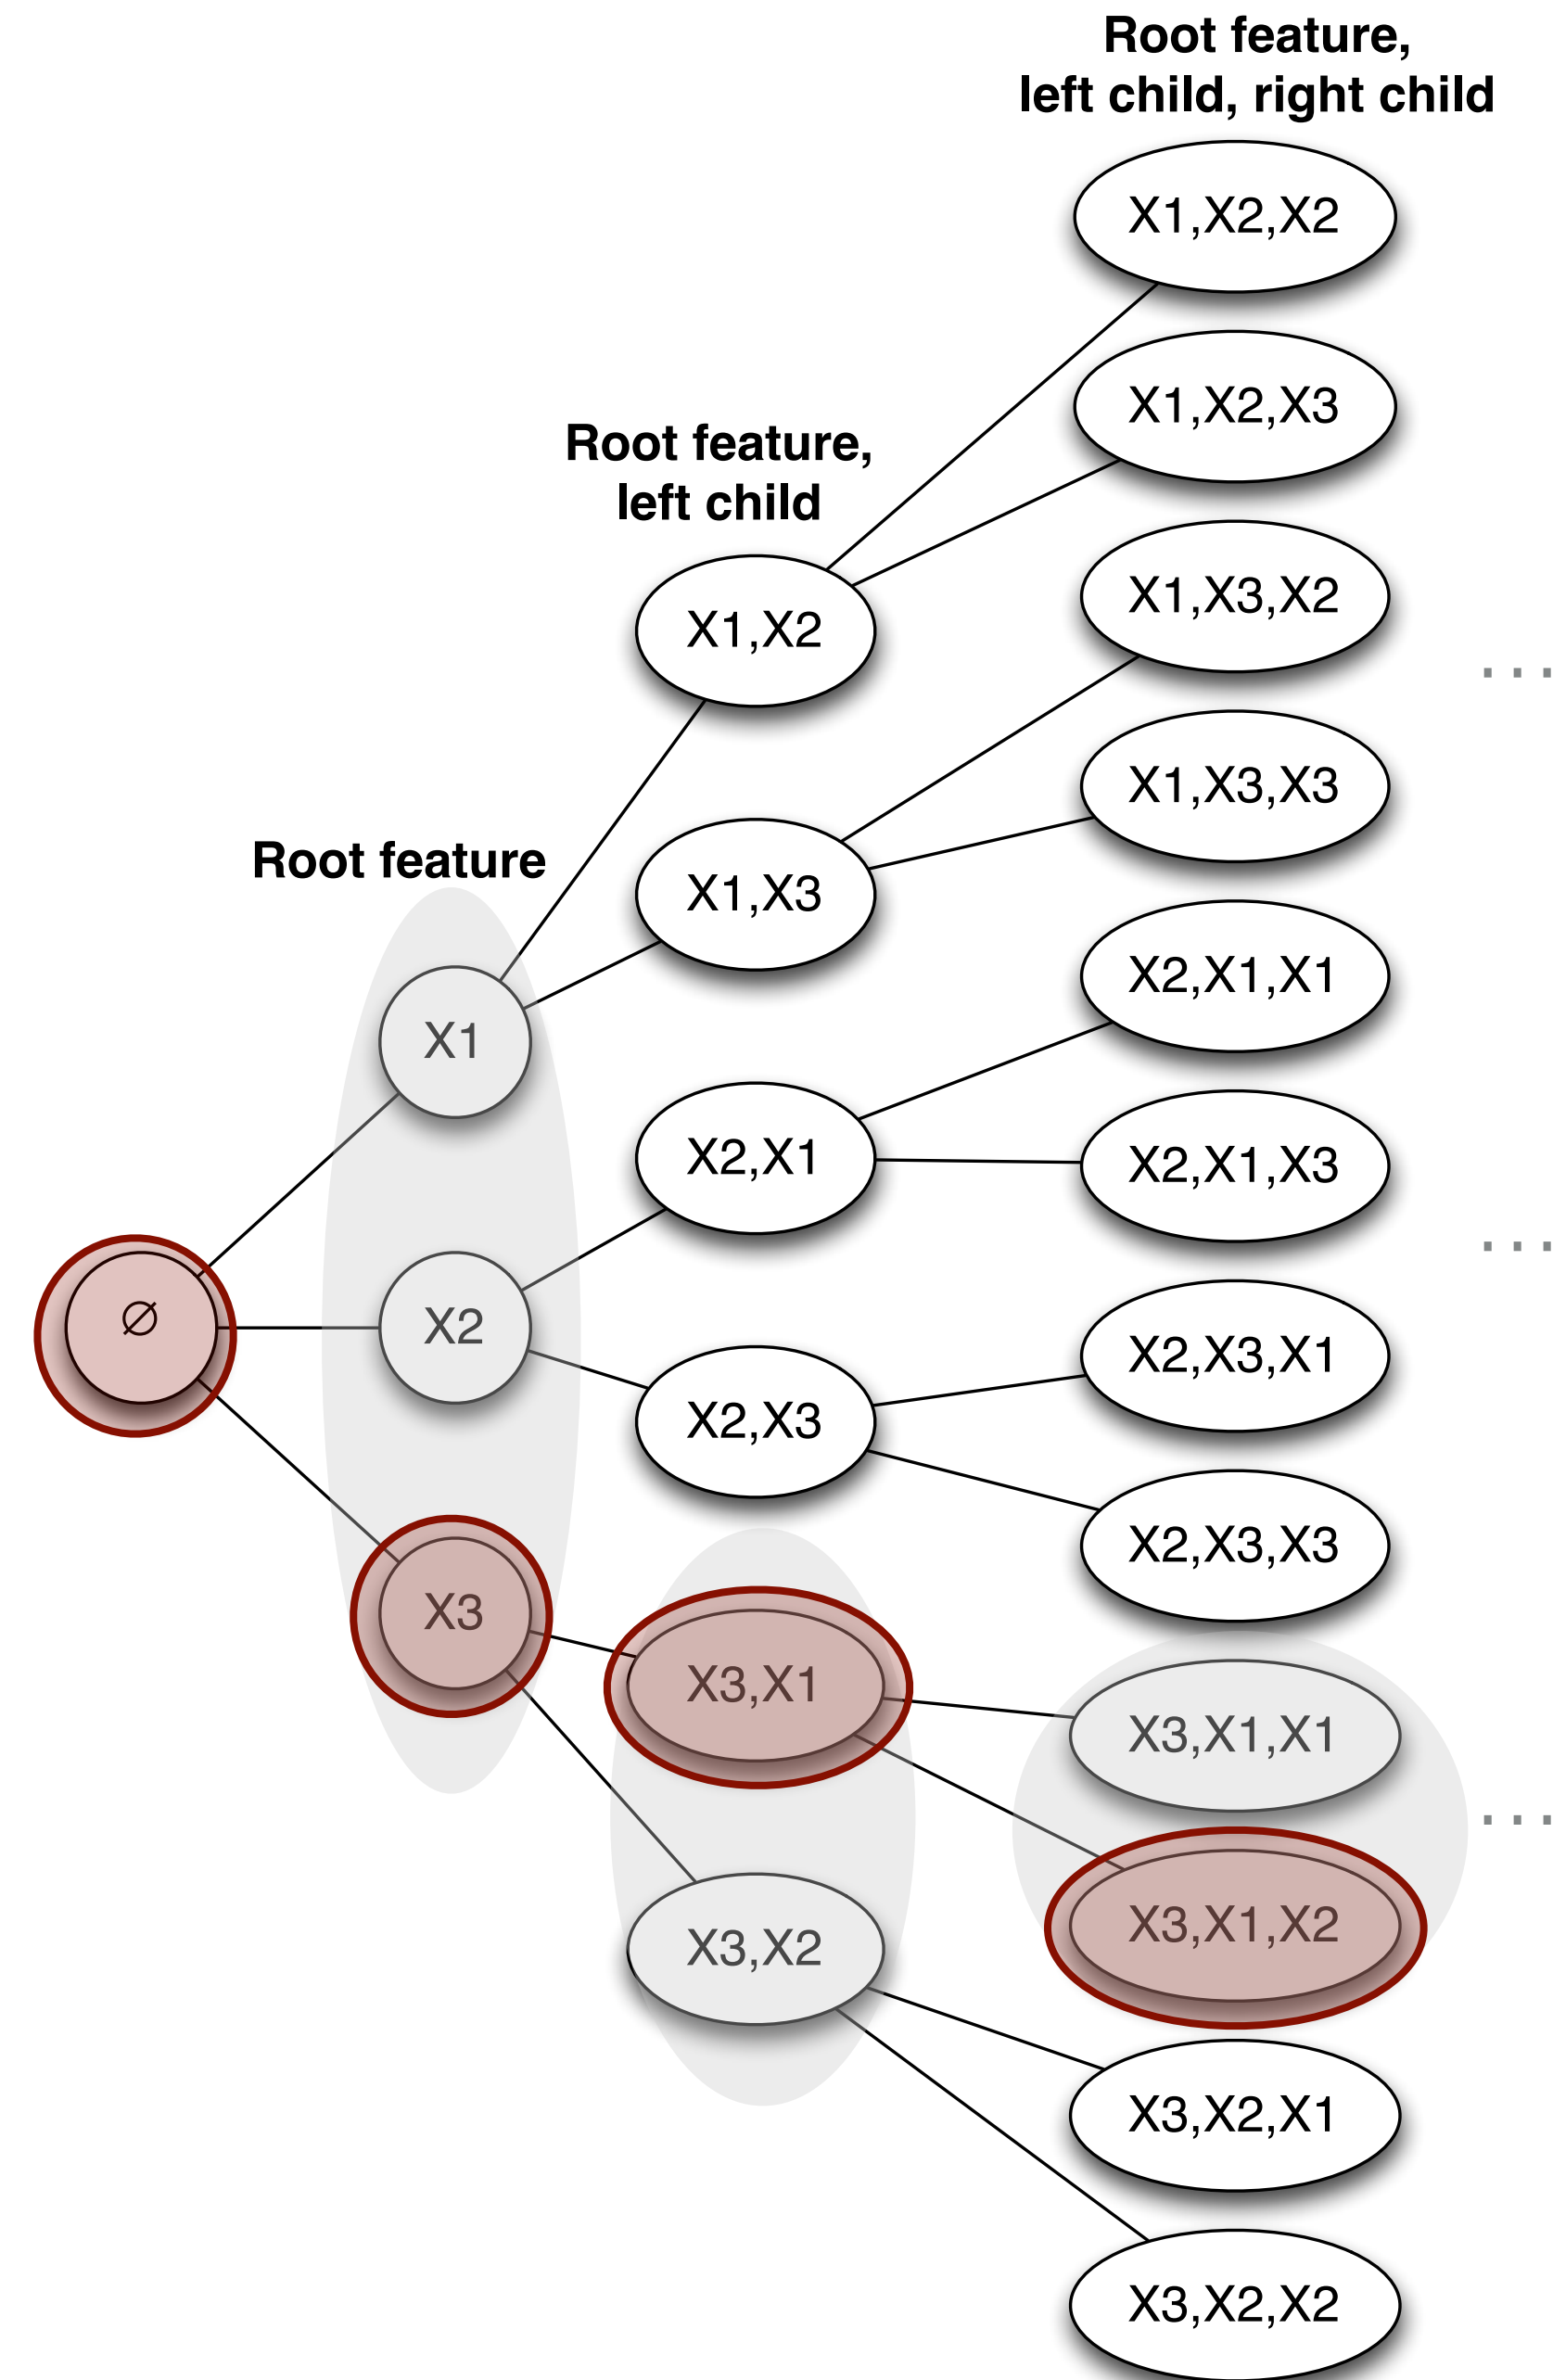 Root feature,
left child, right child
X1,X2,X2
X1,X2,X3
Root feature,
left child
X1,X3,X2
X1,X2
. . .
X1,X3,X3
Root feature
X1,X3
X2,X1,X1
X1
X2,X1
X2,X1,X3
. . .
∅
X2
X2,X3,X1
X2,X3
X2,X3,X3
X3
X3,X1
X3,X1,X1
. . .
X3,X1,X2
X3,X2
X3,X2,X1
X3,X2,X2